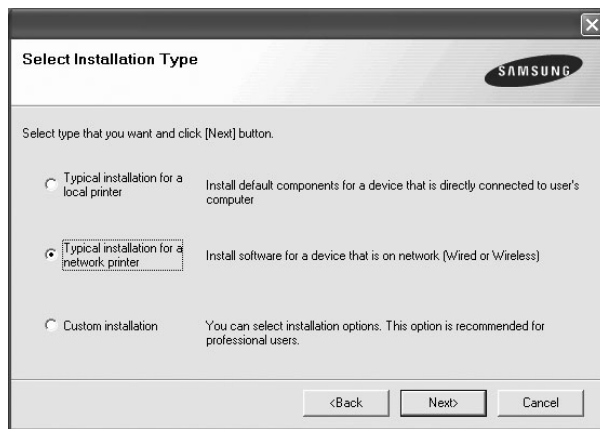 Select Installation Type
SAMSUNG
Select type that you want and click [Next] button.
Typical installation for a
local printer
Install default components for a device that is directly connected to user's
computer
Typical installation for a
network printer
Install software for a device that is on network (Wired or Wireless)
Custom installation
You can select installation options. This option is recommended for
professional users.
<Back
Next>
Cancel